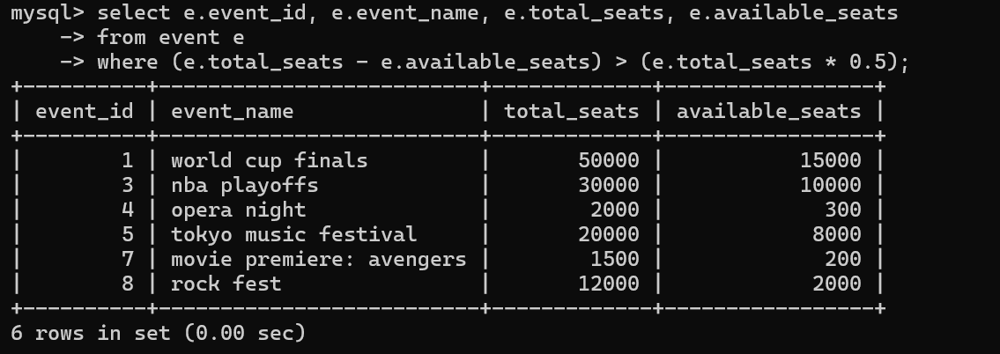 mysql> select e.event_id, e.event_name, e.total_seats, e.available_seats
    -> from event e
    -> where (e.total_seats - e.available_seats) > (e.total_seats * 0.5);
+----------+--------------------------+-------------+-----------------+
| event_id | event_name               | total_seats | available_seats |
+----------+--------------------------+-------------+-----------------+
|        1 | world cup finals         |       50000 |           15000 |
|        3 | nba playoffs             |       30000 |           10000 |
|        4 | opera night              |        2000 |             300 |
|        5 | tokyo music festival     |       20000 |            8000 |
|        7 | movie premiere: avengers |        1500 |             200 |
|        8 | rock fest                |       12000 |            2000 |
+----------+--------------------------+-------------+-----------------+
6 rows in set (0.00 sec)